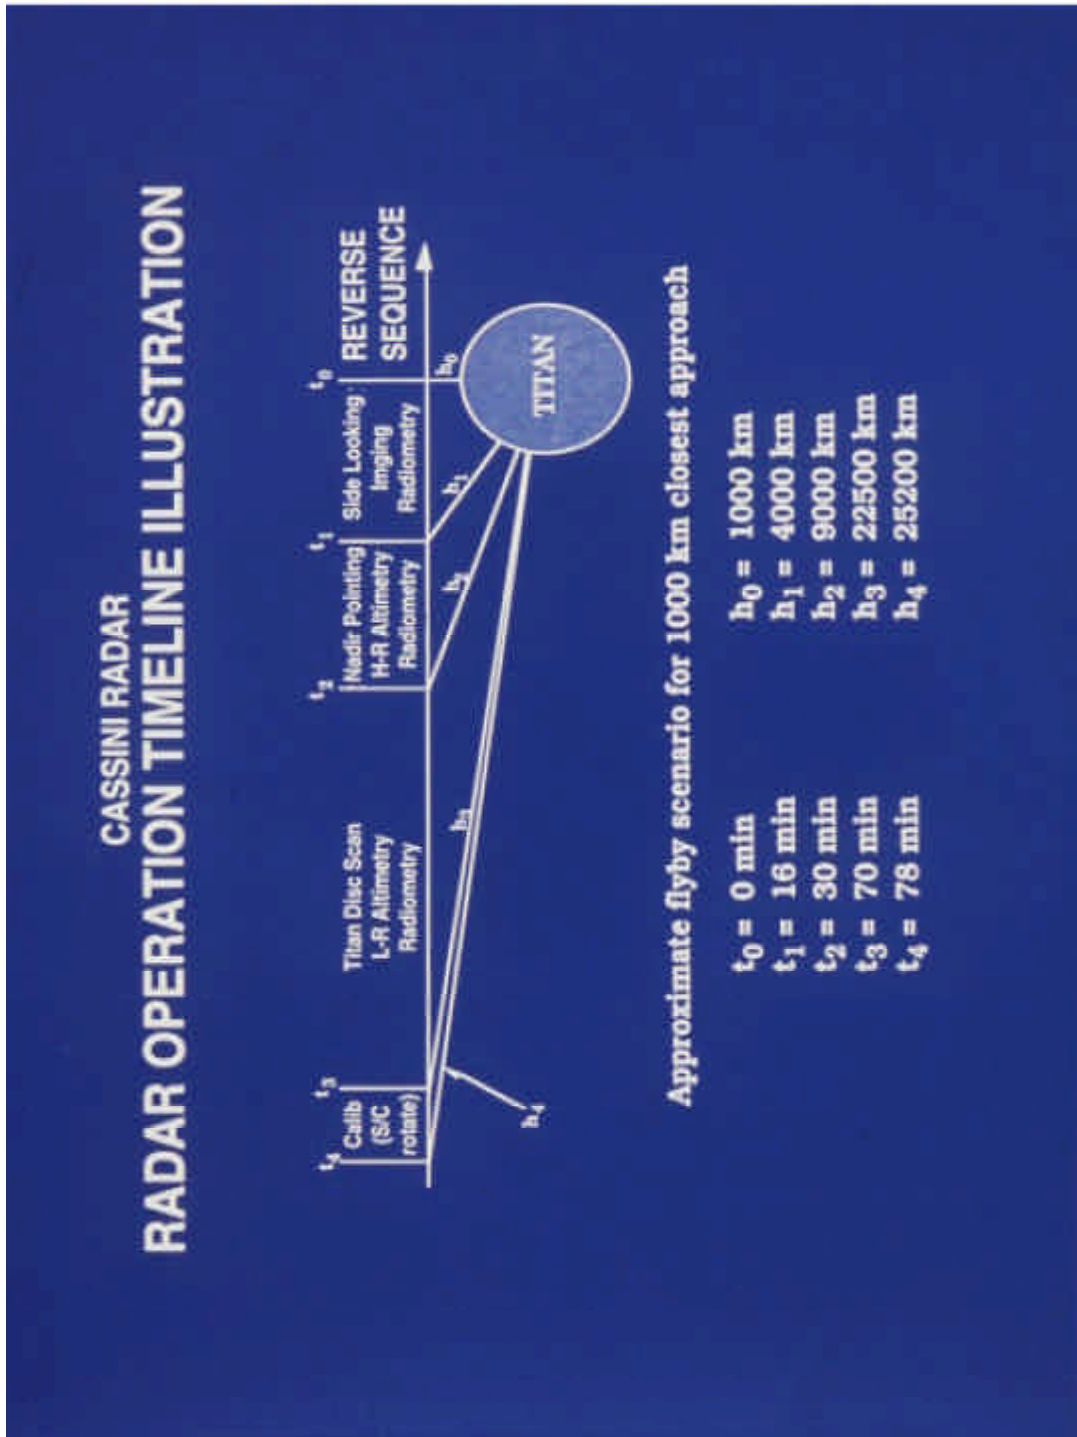 CASSINI RADAR
RADAR OPERATION TIMELINE ILLUSTRATION
t4
t3
t2
t1
t0
Calib
(S/C
rotate)
Titan Disc Scan
L-R Altimetry
Radiometry
Nadir Pointing
H-R Altimetry
Radiometry
Side Looking
Imging
Radiometry
REVERSE
SEQUENCE
h0
h1
h2
h3
h4
TITAN
Approximate flyby scenario for 1000 km closest approach
t0 = 0 min
t1 = 16 min
t2 = 30 min
t3 = 70 min
t4 = 78 min
h0 = 1000 km
h1 = 4000 km
h2 = 9000 km
h3 = 22500 km
h4 = 25200 km